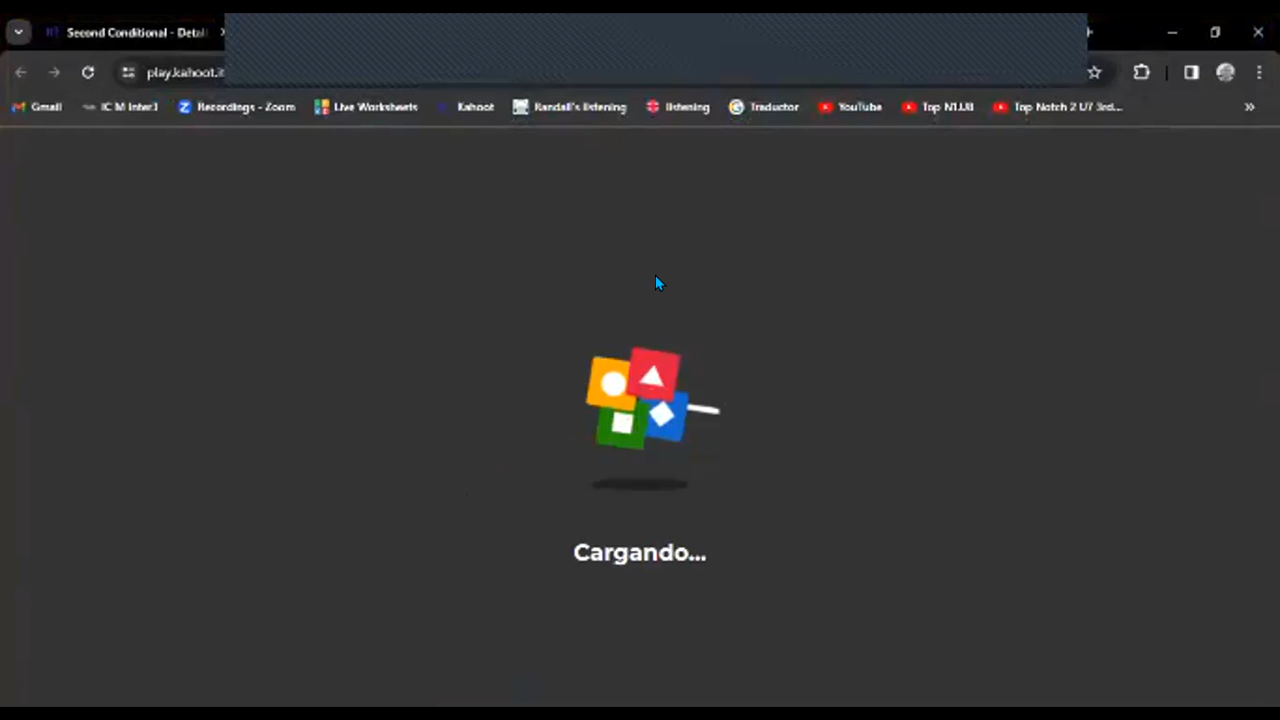 Second Conditional - Detail
play.kahoot.it
Gmail IC M Inter1 Recordings - Zoom Live Worksheets Kahoot Randall's listening listening Traductor YouTube Top N1.U8 Top Notch 2 U7 3rd...
Cargando...